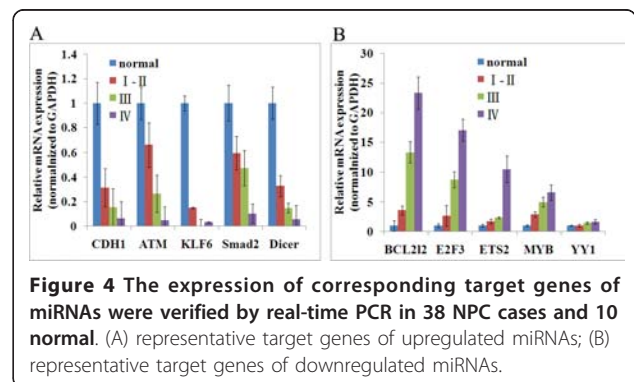 A
Relative mRNA expression
(normalnized to GAPDH)
1.4
1.2
1
0.8
0.6
0.4
0.2
0
normal
Ⅰ-Ⅱ
Ⅲ
Ⅳ
CDH1 ATM KLF6 Smad2 Dicer
B
Relative mRNA expression
(normalnized to GAPDH)
30
25
20
15
10
5
0
normal
Ⅰ-Ⅱ
Ⅲ
Ⅳ
BCL2l2 E2F3 ETS2 MYB YY1
Figure 4 The expression of corresponding target genes of
miRNAs were verified by real-time PCR in 38 NPC cases and 10
normal. (A) representative target genes of upregulated miRNAs; (B)
representative target genes of downregulated miRNAs.